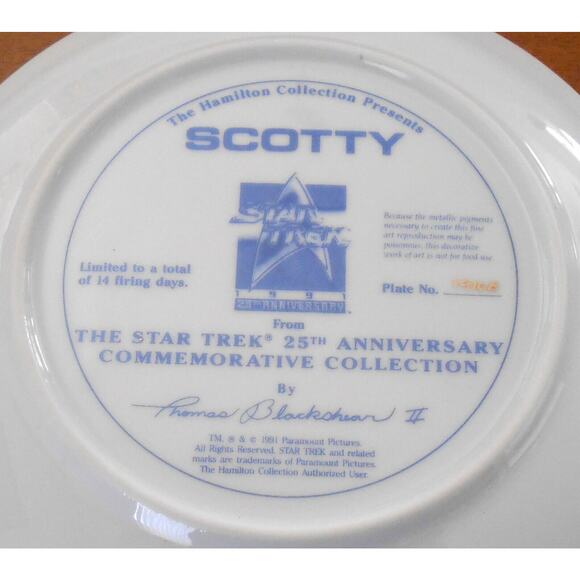 The Hamilton Collection Presents
SCOTTY
STAR
TREK
1991
25TH ANNIVERSARY
Because the metallic pigments
necessary to create this fine
art reproduction may be
poisonous, this decorative
work of art is not for food use
Limited to a total
of 14 firing days.
Plate No.
From
THE STAR TREK® 25TH ANNIVERSARY
COMMEMORATIVE COLLECTION
By
Thomas Blackshear II
TM, ® & © 1991 Paramount Pictures.
All Rights Reserved. STAR TREK and related
marks are trademarks of Paramount Pictures.
The Hamilton Collection Authorized User.